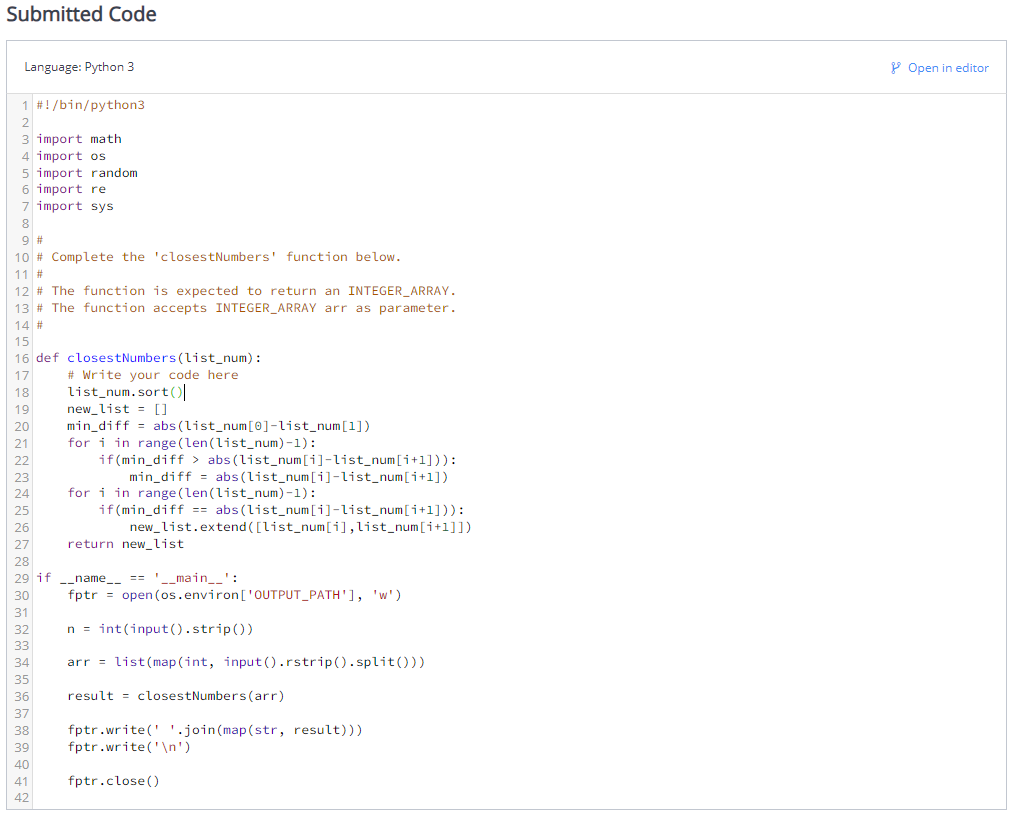 Submitted Code
Language: Python 3
Open in editor
1 #!/bin/python3
2
3 import math
4 import os
5 import random
6 import re
7 import sys
8
9 #
10 # Complete the 'closestNumbers' function below.
11 #
12 # The function is expected to return an INTEGER_ARRAY.
13 # The function accepts INTEGER_ARRAY arr as parameter.
14 #
15
16 def closestNumbers(list_num):
17     # Write your code here
18     list_num.sort()
19     new_list = []
20     min_diff = abs(list_num[0]-list_num[1])
21     for i in range(len(list_num)-1):
22         if(min_diff > abs(list_num[i]-list_num[i+1])):
23             min_diff = abs(list_num[i]-list_num[i+1])
24     for i in range(len(list_num)-1):
25         if(min_diff == abs(list_num[i]-list_num[i+1])):
26             new_list.extend([list_num[i],list_num[i+1]])
27     return new_list
28
29 if __name__ == '__main__':
30     fptr = open(os.environ['OUTPUT_PATH'], 'w')
31
32     n = int(input().strip())
33
34     arr = list(map(int, input().rstrip().split()))
35
36     result = closestNumbers(arr)
37
38     fptr.write(' '.join(map(str, result)))
39     fptr.write('\n')
40
41     fptr.close()
42